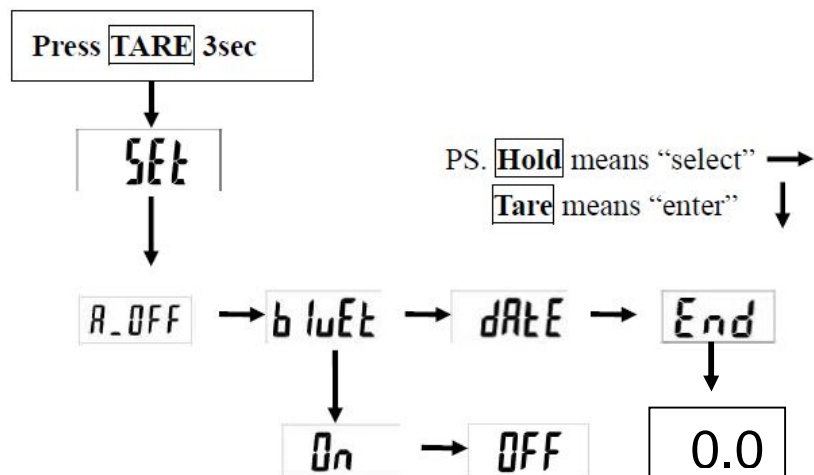 Press TARE 3sec
SEt
PS. Hold means “select”
Tare means “enter”
A_OFF
bluEt
dAtE
End
On
OFF
0.0